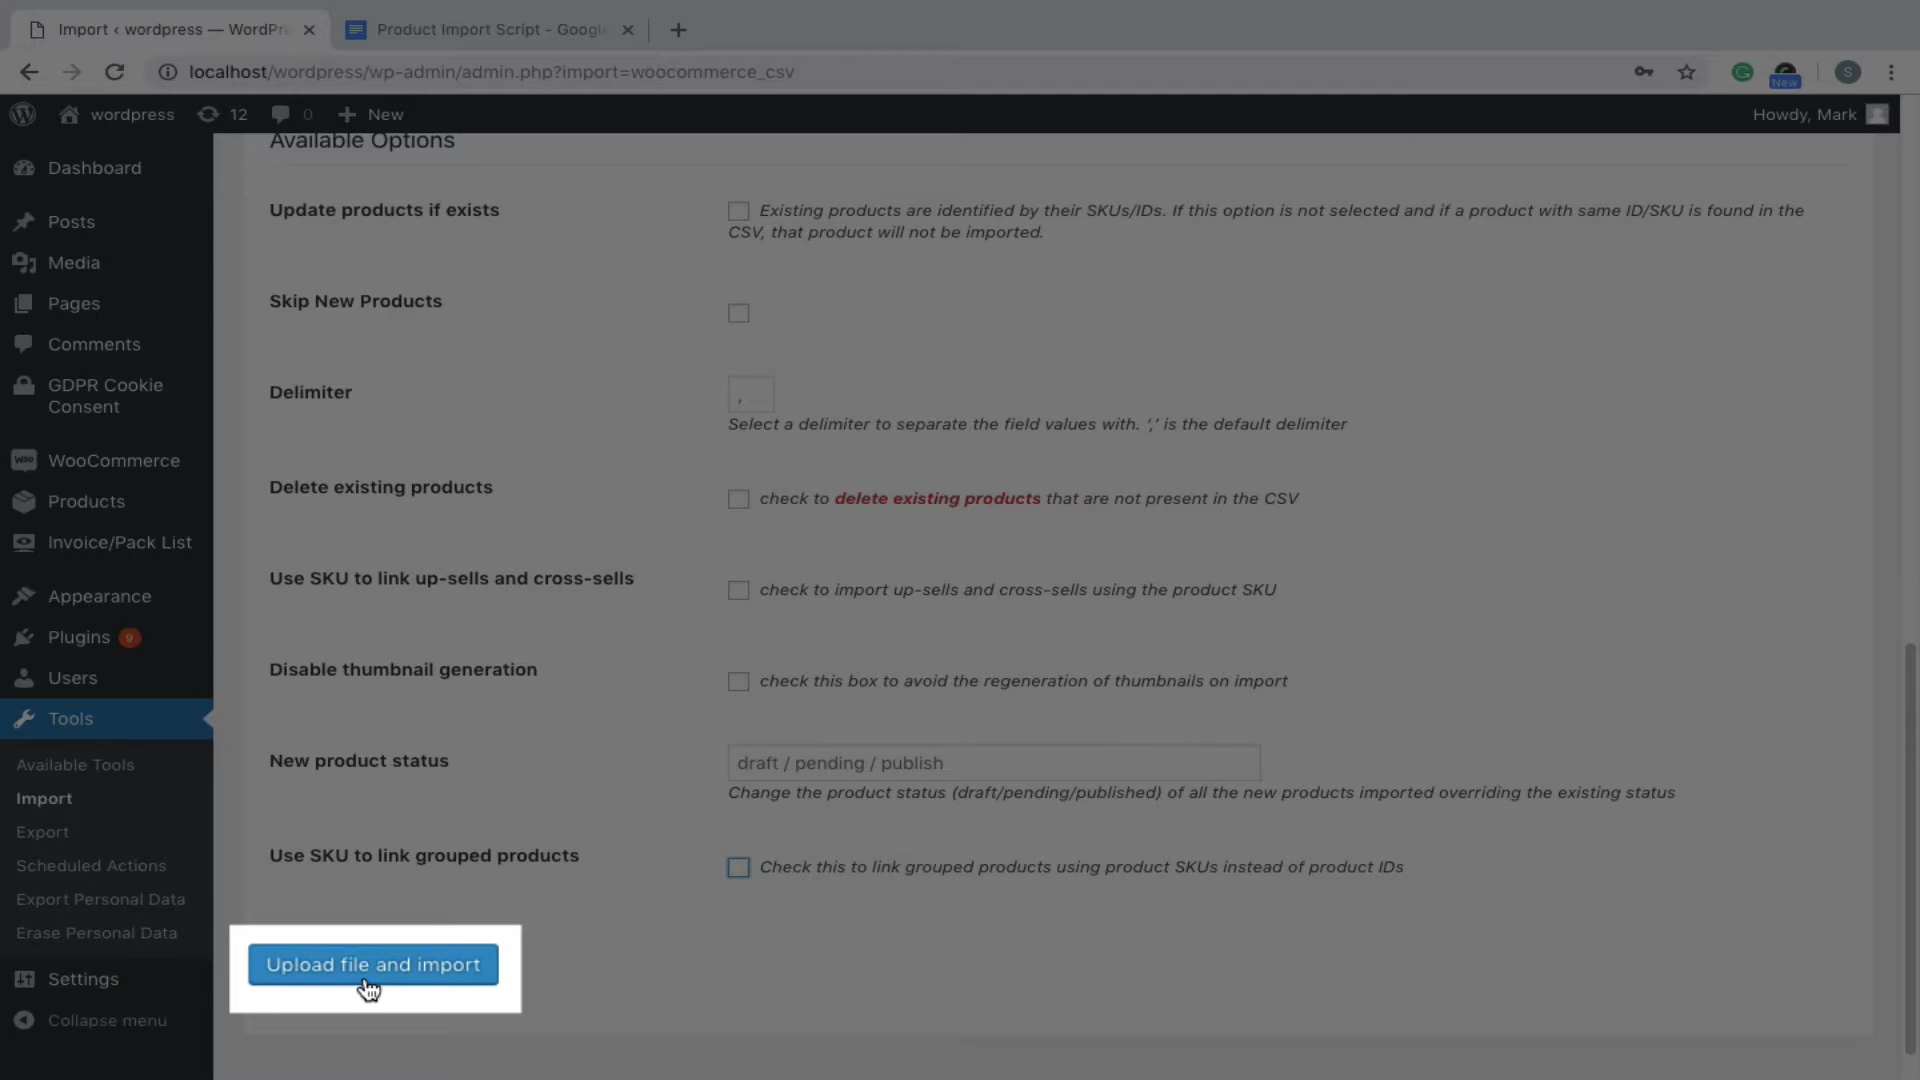 Import ‹ wordpress — WordPre
Product Import Script - Google
localhost/wordpress/wp-admin/admin.php?import=woocommerce_csv
New
S
wordpress
12
0
New
Howdy, Mark
Dashboard
Posts
Media
Pages
Comments
GDPR Cookie
Consent
WooCommerce
Products
Invoice/Pack List
Appearance
Plugins 9
Users
Tools
Available Tools
Import
Export
Scheduled Actions
Export Personal Data
Erase Personal Data
Settings
Collapse menu
Available Options
Update products if exists
Existing products are identified by their SKUs/IDs. If this option is not selected and if a product with same ID/SKU is found in the
CSV, that product will not be imported.
Skip New Products
Delimiter
,
Select a delimiter to separate the field values with. ',' is the default delimiter
Delete existing products
check to delete existing products that are not present in the CSV
Use SKU to link up-sells and cross-sells
check to import up-sells and cross-sells using the product SKU
Disable thumbnail generation
check this box to avoid the regeneration of thumbnails on import
New product status
draft / pending / publish
Change the product status (draft/pending/published) of all the new products imported overriding the existing status
Use SKU to link grouped products
Check this to link grouped products using product SKUs instead of product IDs
Upload file and import